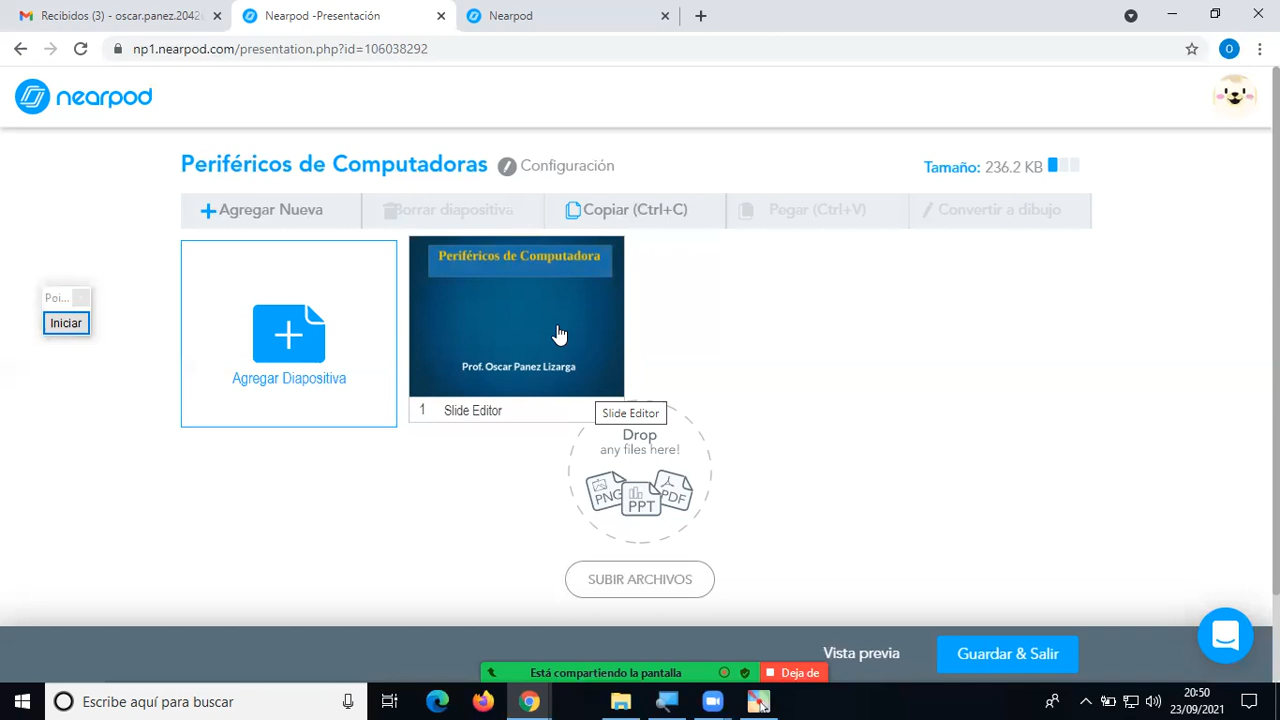 Recibidos (3) - oscar.panez.2042
Nearpod -Presentación
Nearpod
np1.nearpod.com/presentation.php?id=106038292
O
nearpod
Periféricos de Computadoras
Configuración
Tamaño: 236.2 KB
Agregar Nueva
Borrar diapositiva
Copiar (Ctrl+C)
Pegar (Ctrl+V)
Convertir a dibujo
Poi...
Iniciar
Agregar Diapositiva
Periféricos de Computadora
Prof. Oscar Panez Lizarga
1 Slide Editor
Slide Editor
Drop
any files here!
PNG
PPT
PDF
SUBIR ARCHIVOS
Vista previa
Guardar & Salir
Está compartiendo la pantalla
Deja de
Escribe aquí para buscar
20:50
23/09/2021